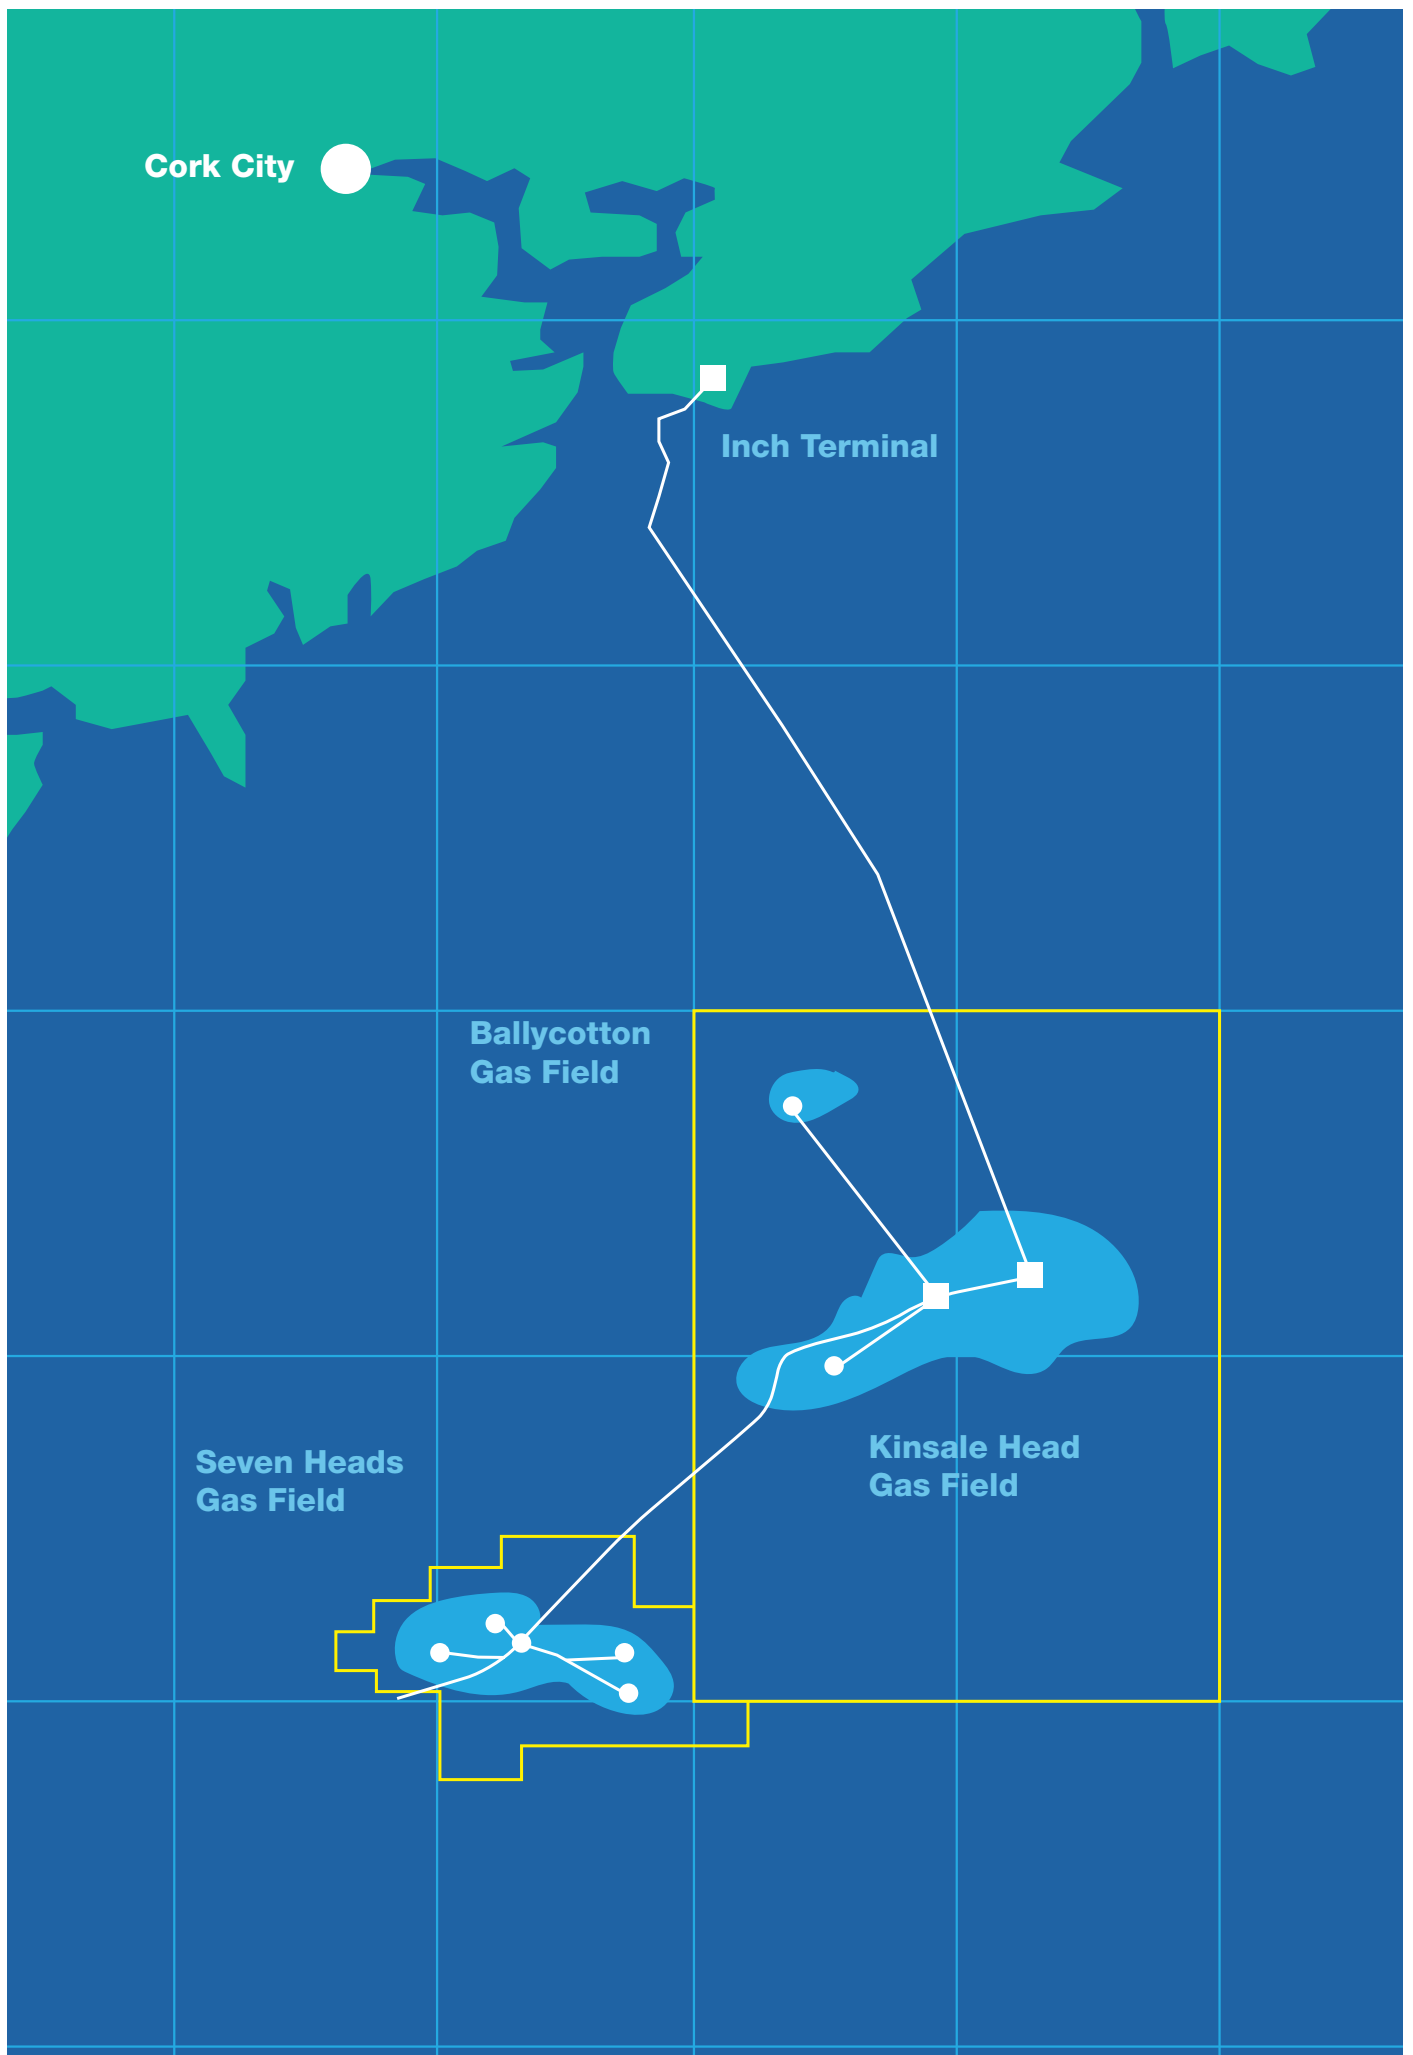 Cork City
Inch Terminal
Ballycotton
Gas Field
Kinsale Head
Gas Field
Seven Heads
Gas Field